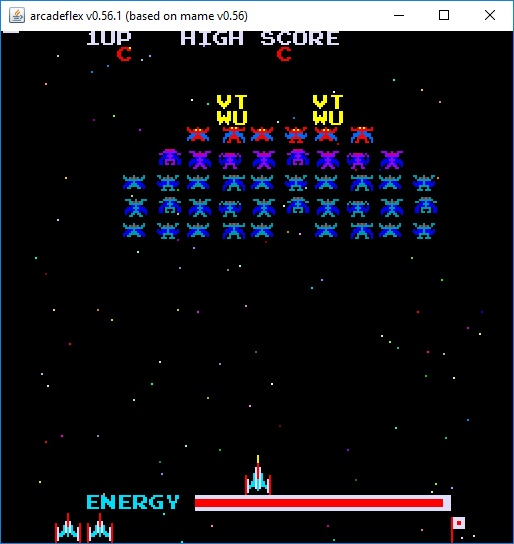 arcadeflex v0.56.1 (based on mame v0.56)
1UP HIGH SCORE
C C
VT VT
WU WU
ENERGY